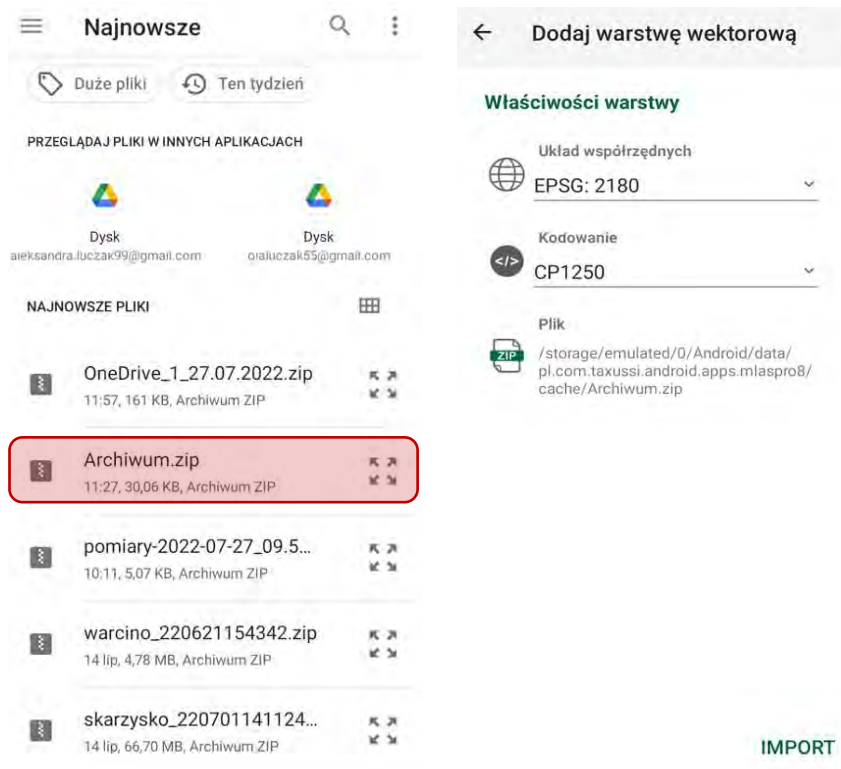 Najnowsze
Duże pliki
Ten tydzień
PRZEGLĄDAJ PLIKI W INNYCH APLIKACJACH
Dysk
aleksandra.luczak99@gmail.com
Dysk
olaluczak55@gmail.com
NAJNOWSZE PLIKI
OneDrive_1_27.07.2022.zip
11:57, 161 KB, Archiwum ZIP
Archiwum.zip
11:27, 30,06 KB, Archiwum ZIP
pomiary-2022-07-27_09.5...
10:11, 5,07 KB, Archiwum ZIP
warcino_220621154342.zip
14 lip, 4,78 MB, Archiwum ZIP
skarzysko_220701141124...
14 lip, 66,70 MB, Archiwum ZIP
Dodaj warstwę wektorową
Właściwości warstwy
Układ współrzędnych
EPSG: 2180
Kodowanie
</>
CP1250
Plik
ZIP
/storage/emulated/0/Android/data/
pl.com.taxussi.android.apps.mlaspro8/
cache/Archiwum.zip
IMPORT